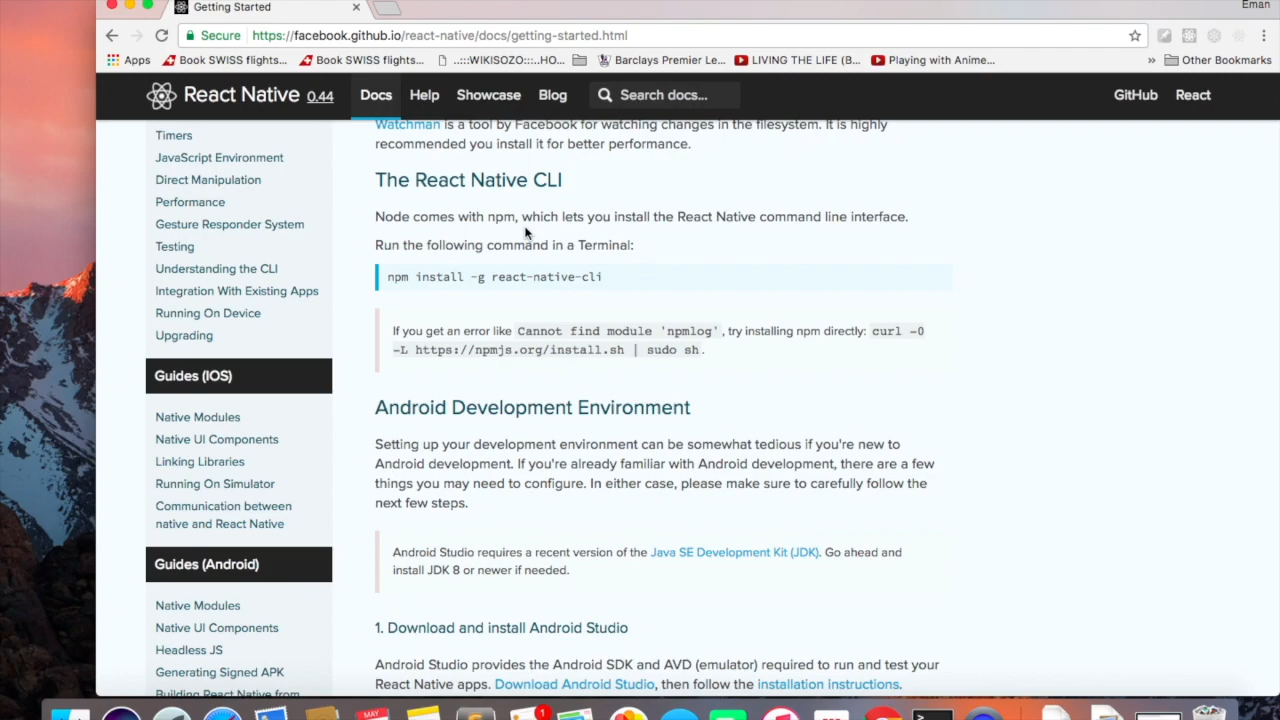 Getting Started
Eman
Secure
https://facebook.github.io/react-native/docs/getting-started.html
Apps
Book SWISS flights...
Book SWISS flights...
..:::WIKISOZO:::..HO...
Barclays Premier Le...
LIVING THE LIFE (B...
Playing with Anime...
»
Other Bookmarks
React Native 0.44
Docs
Help
Showcase
Blog
Search docs...
GitHub
React
Timers
JavaScript Environment
Direct Manipulation
Performance
Gesture Responder System
Testing
Understanding the CLI
Integration With Existing Apps
Running On Device
Upgrading
Guides (IOS)
Native Modules
Native UI Components
Linking Libraries
Running On Simulator
Communication between
native and React Native
Guides (Android)
Native Modules
Native UI Components
Headless JS
Generating Signed APK
Building React Native from
Watchman is a tool by Facebook for watching changes in the filesystem. It is highly
recommended you install it for better performance.
The React Native CLI
Node comes with npm, which lets you install the React Native command line interface.
Run the following command in a Terminal:
npm install -g react-native-cli
If you get an error like Cannot find module 'npmlog', try installing npm directly: curl -0
-L https://npmjs.org/install.sh | sudo sh.
Android Development Environment
Setting up your development environment can be somewhat tedious if you're new to
Android development. If you're already familiar with Android development, there are a few
things you may need to configure. In either case, please make sure to carefully follow the
next few steps.
Android Studio requires a recent version of the Java SE Development Kit (JDK). Go ahead and
install JDK 8 or newer if needed.
1. Download and install Android Studio
Android Studio provides the Android SDK and AVD (emulator) required to run and test your
React Native apps. Download Android Studio, then follow the installation instructions.
MAY
1